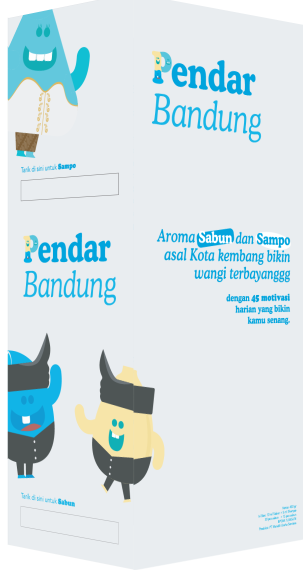 Pendar
Bandung
Tarik di sini untuk Sampo
Pendar
Bandung
Aroma Sabun dan Sampo
asal Kota kembang bikin
wangi terbayanggg
dengan 45 motivasi
harian yang bikin
kamu senang.
Tarik di sini untuk Sabun